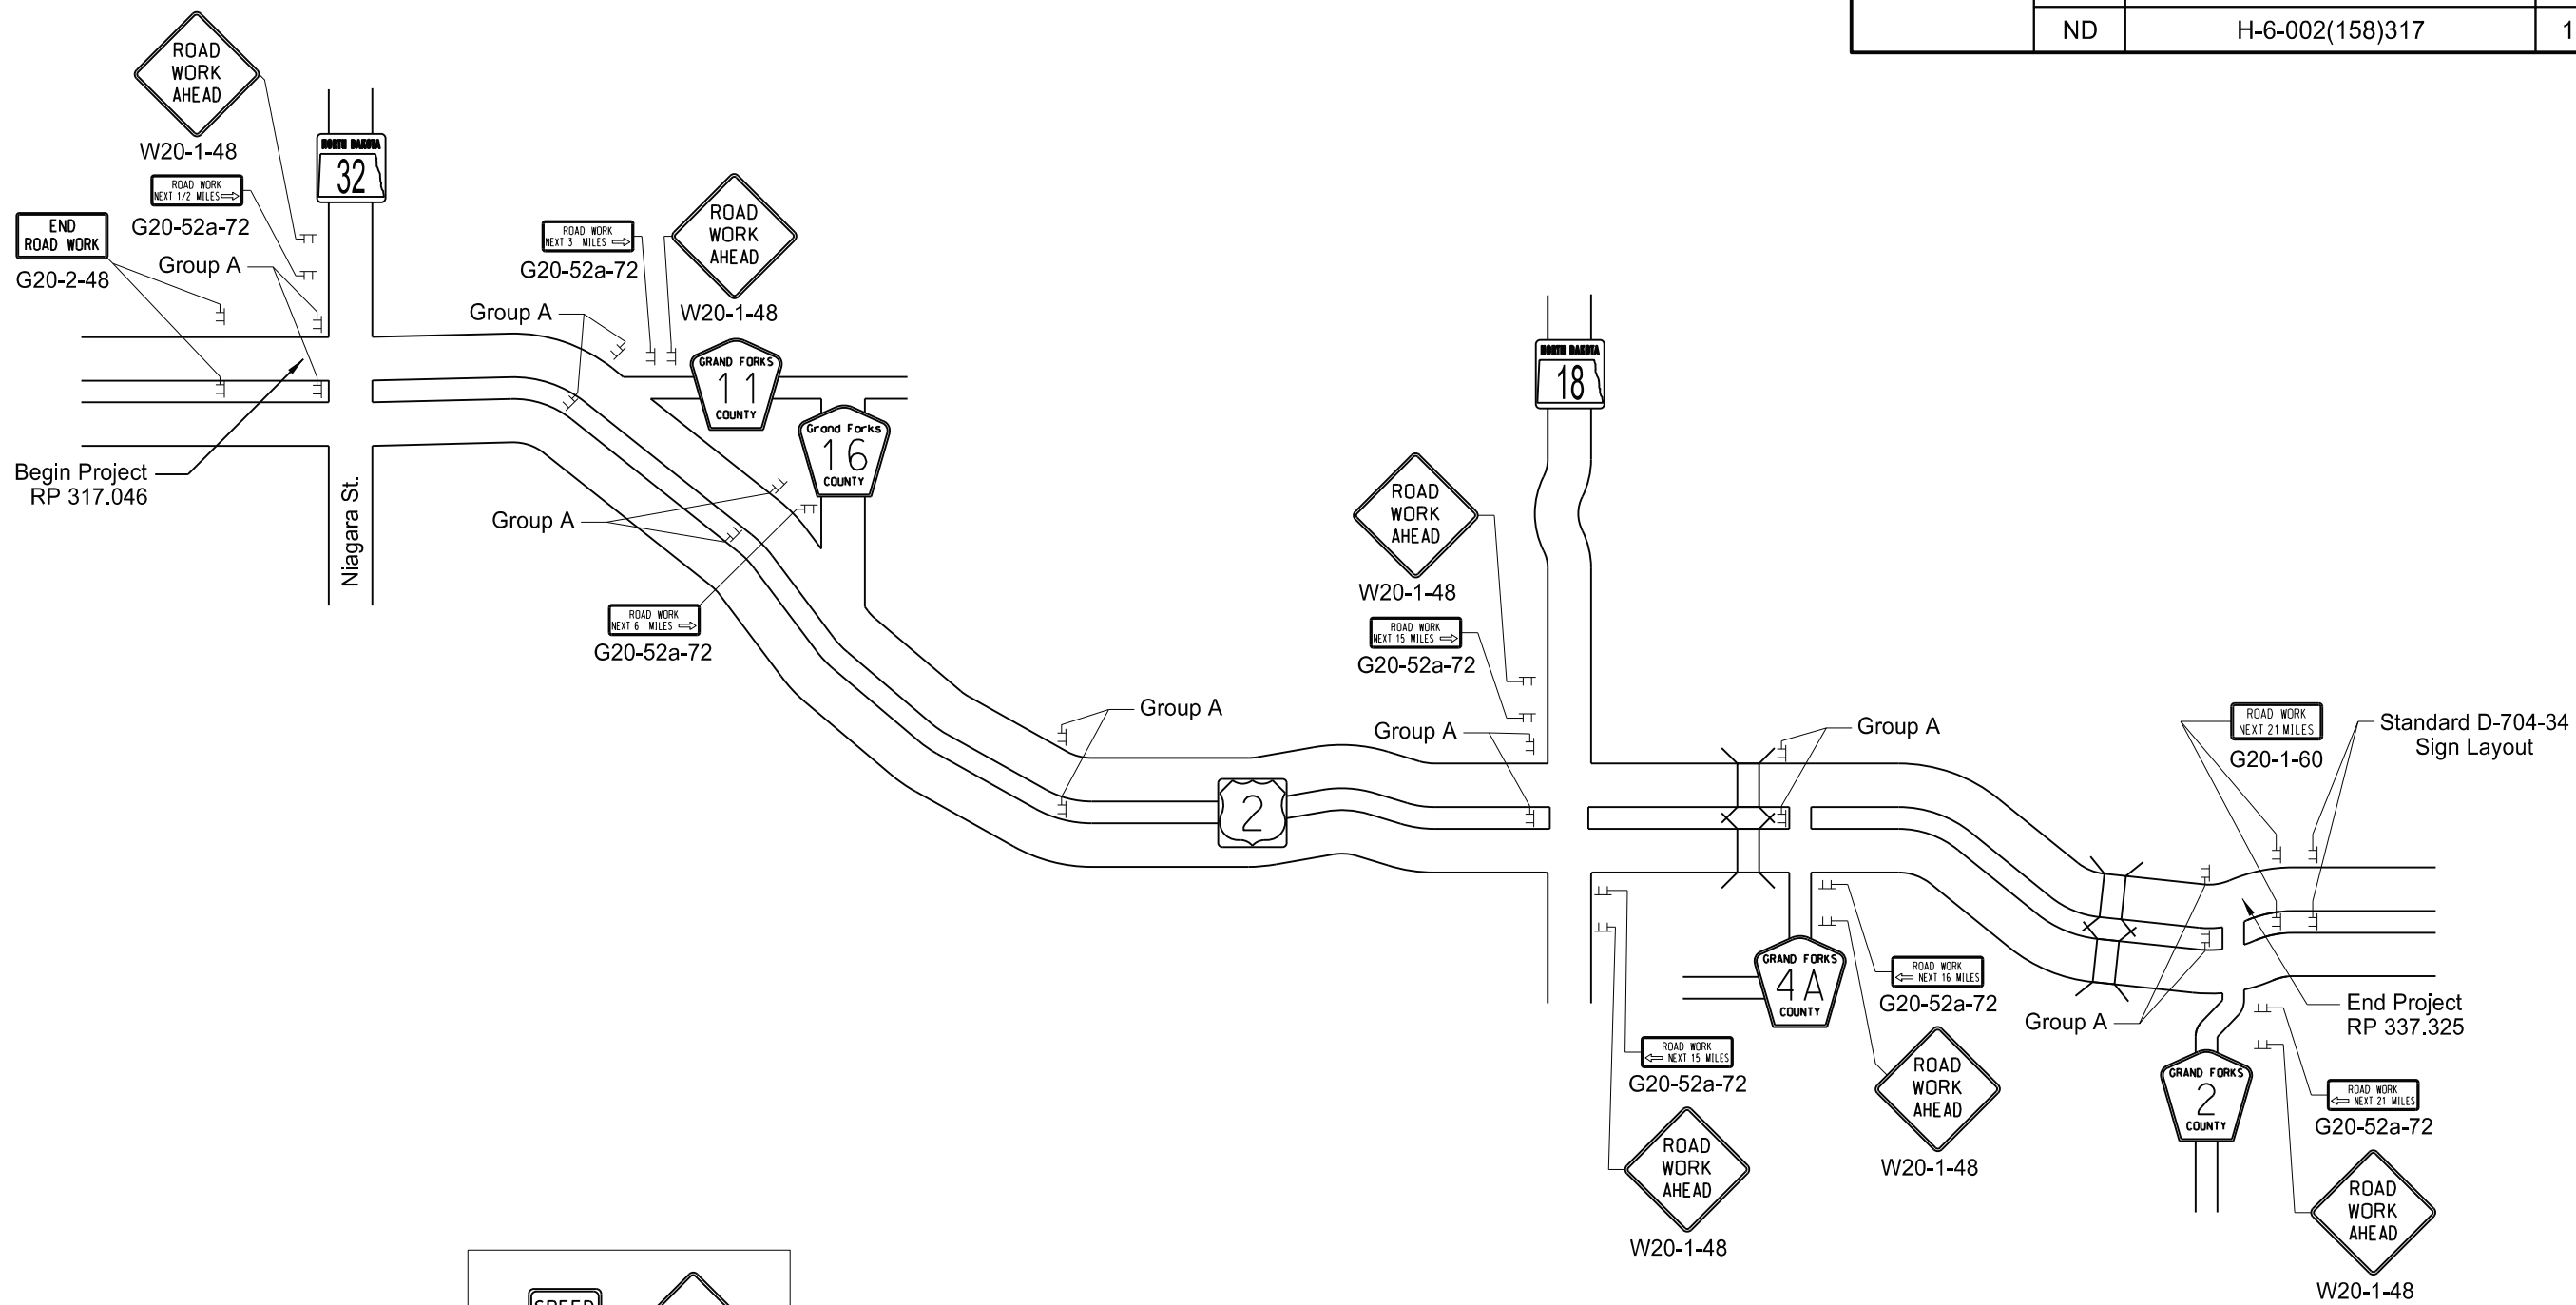 ND H-6-002(158)317 1
ROAD
WORK
AHEAD
W20-1-48
ROAD WORK
NEXT 1/2 MILES
G20-52a-72
END
ROAD WORK
G20-2-48
Group A
NORTH DAKOTA
32
Begin Project
RP 317.046
Niagara St.
ROAD WORK
NEXT 3 MILES
G20-52a-72
ROAD
WORK
AHEAD
W20-1-48
Group A
GRAND FORKS
11
COUNTY
Grand Forks
16
COUNTY
Group A
ROAD WORK
NEXT 6 MILES
G20-52a-72
Group A
2
NORTH DAKOTA
18
ROAD
WORK
AHEAD
W20-1-48
ROAD WORK
NEXT 15 MILES
G20-52a-72
Group A
Group A
ROAD WORK
NEXT 21 MILES
G20-1-60
Standard D-704-34
Sign Layout
GRAND FORKS
4A
COUNTY
ROAD WORK
NEXT 16 MILES
G20-52a-72
ROAD
WORK
AHEAD
W20-1-48
ROAD WORK
NEXT 15 MILES
G20-52a-72
ROAD
WORK
AHEAD
W20-1-48
Group A
End Project
RP 337.325
GRAND FORKS
2
COUNTY
ROAD WORK
NEXT 21 MILES
G20-52a-72
ROAD
WORK
AHEAD
W20-1-48
SPEED